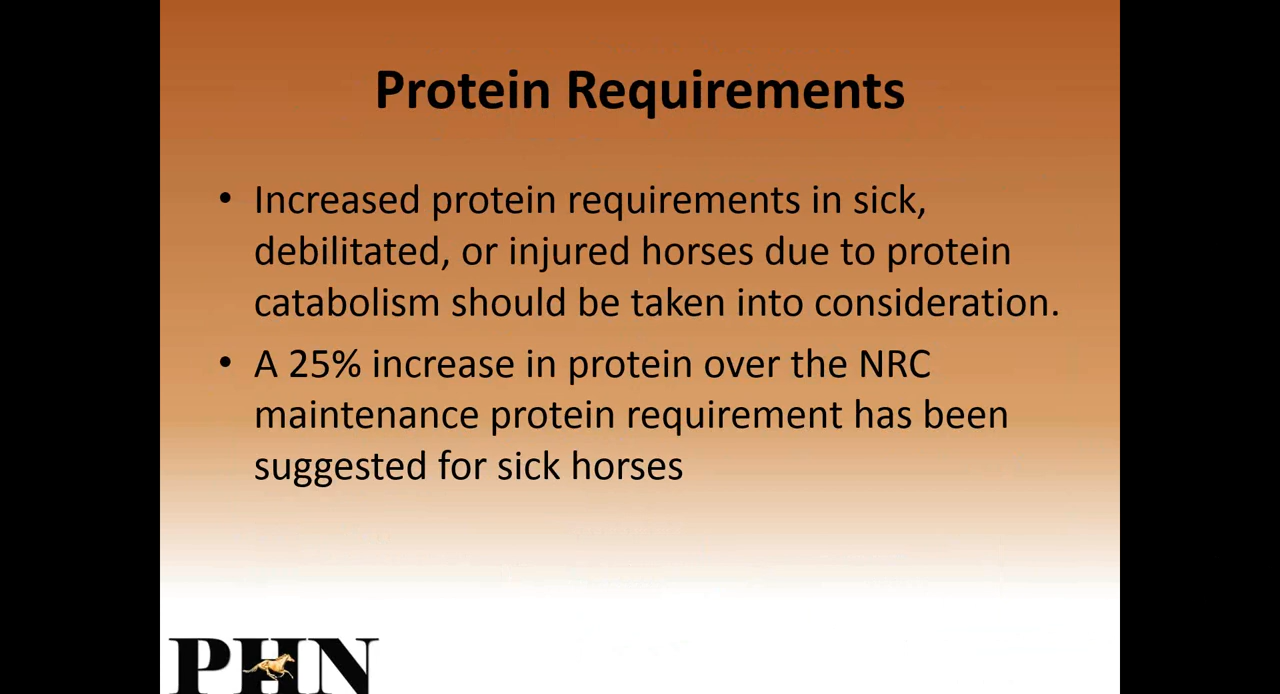 Protein Requirements
• Increased protein requirements in sick,
debilitated, or injured horses due to protein
catabolism should be taken into consideration.
• A 25% increase in protein over the NRC
maintenance protein requirement has been
suggested for sick horses
PHN